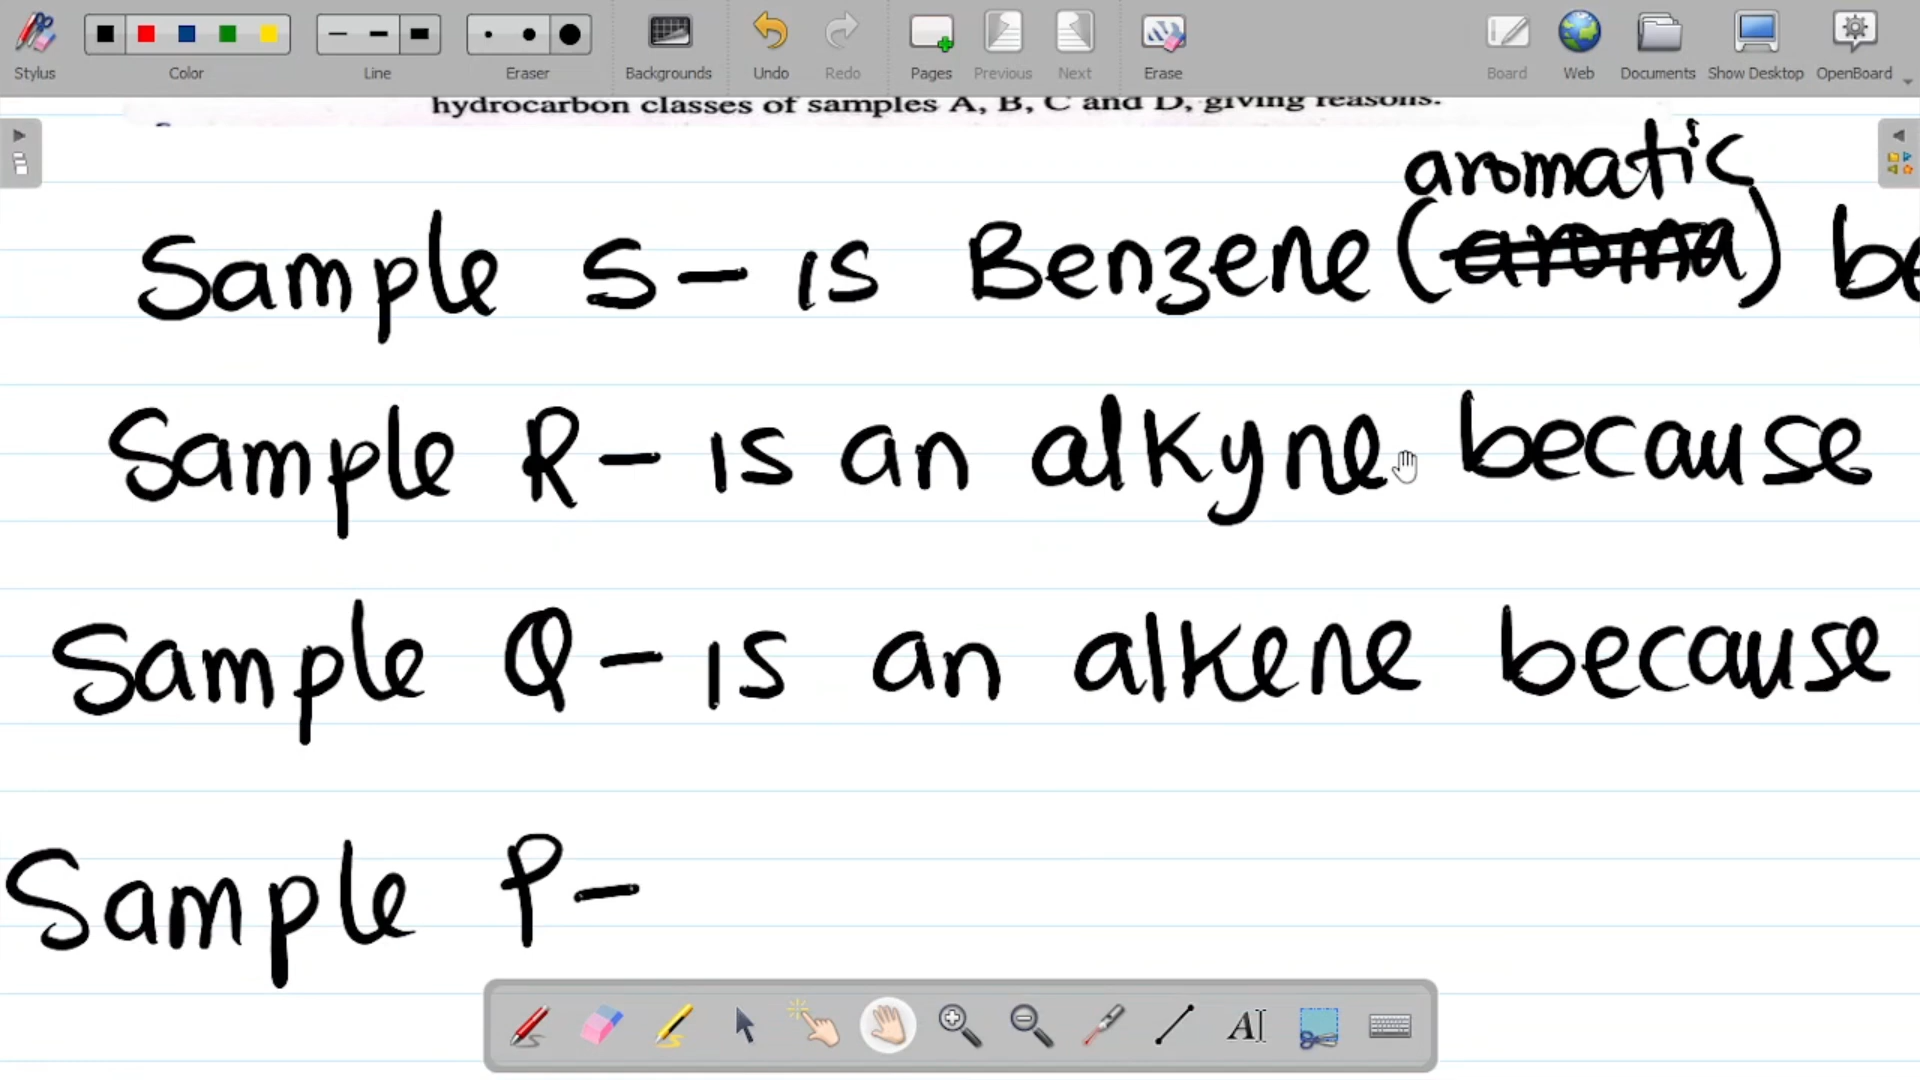 Stylus Color Line Eraser Backgrounds Undo Redo Pages Previous Next Erase Board Web Documents Show Desktop OpenBoard
hydrocarbon classes of samples A, B, C and D, giving reasons.
aromatic
Sample S - is Benzene (aroma) be
Sample R - is an alkyne because
Sample Q - is an alkene because
Sample P -
AI